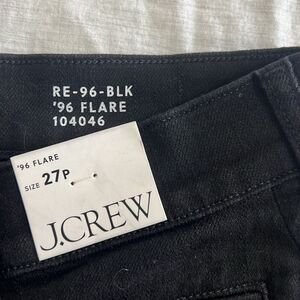 RE-96-BLK
'96 FLARE
104046
'96 FLARE
SIZE 27P
J.CREW